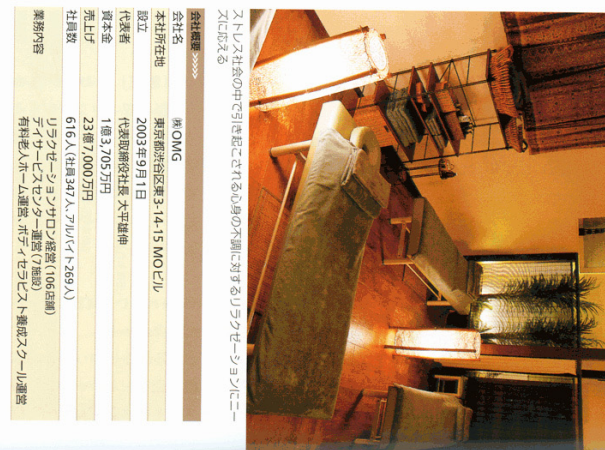 ストレス社会の中で引き起こされる心身の不調に対するリラクゼーションにニー
ズに応える
会社概要 >>>>>
会社名 ㈱OMG
本社所在地 東京都渋谷区東3-14-15 MOビル
設立 2003年9月1日
代表者 代表取締役社長 大平雄伸
資本金 1億3,705万円
売上げ 23億7,000万円
社員数 616人（社員347人、アルバイト269人）
業務内容 リラクゼーションサロン経営（106店舗）
デイサービスセンター運営（7施設）
有料老人ホーム運営、ボディセラピスト養成スクール運営